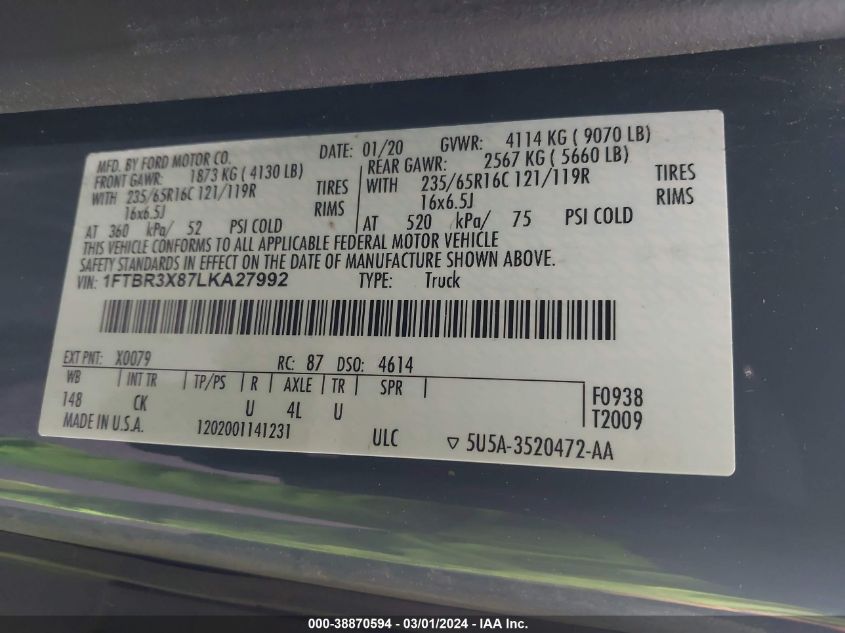 MFD. BY FORD MOTOR CO. DATE: 01/20 GVWR: 4114 KG ( 9070 LB)
FRONT GAWR: 1873 KG ( 4130 LB) REAR GAWR: 2567 KG ( 5660 LB)
WITH 235/65R16C 121/119R TIRES WITH 235/65R16C 121/119R TIRES
16x6.5J RIMS 16x6.5J RIMS
AT 360 kPa/ 52 PSI COLD AT 520 kPa/ 75 PSI COLD
THIS VEHICLE CONFORMS TO ALL APPLICABLE FEDERAL MOTOR VEHICLE
SAFETY STANDARDS IN EFFECT ON THE DATE OF MANUFACTURE SHOWN ABOVE.
VIN: 1FTBR3X87LKA27992 TYPE: Truck
EXT PNT: X0079 RC: 87 DSO: 4614
WB INT TR TP/PS R AXLE TR SPR
148 CK U 4L U
F0938
T2009
MADE IN U.S.A. 1202001141231 ULC ▽ 5U5A-3520472-AA
000-38870594 — 03/01/2024 — IAA Inc.